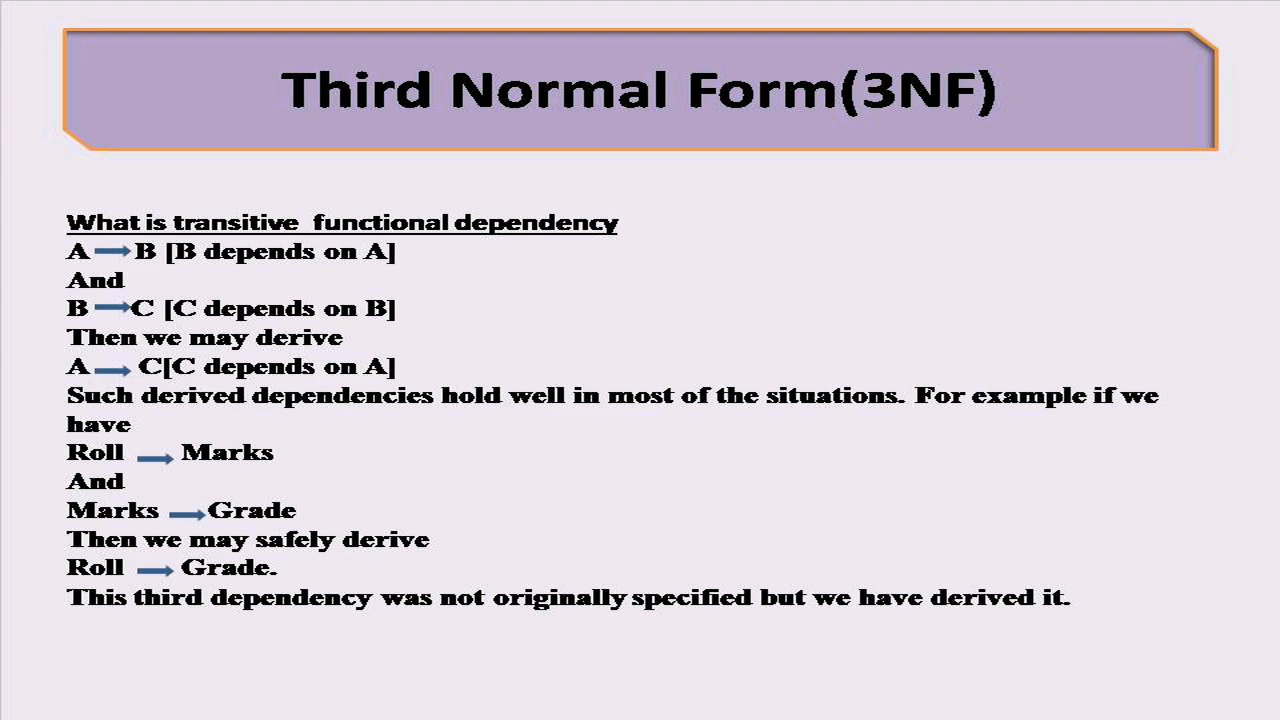 Third Normal Form(3NF)
What is transitive functional dependency
A → B [B depends on A]
And
B → C [C depends on B]
Then we may derive
A → C[C depends on A]
Such derived dependencies hold well in most of the situations. For example if we
have
Roll → Marks
And
Marks → Grade
Then we may safely derive
Roll → Grade.
This third dependency was not originally specified but we have derived it.